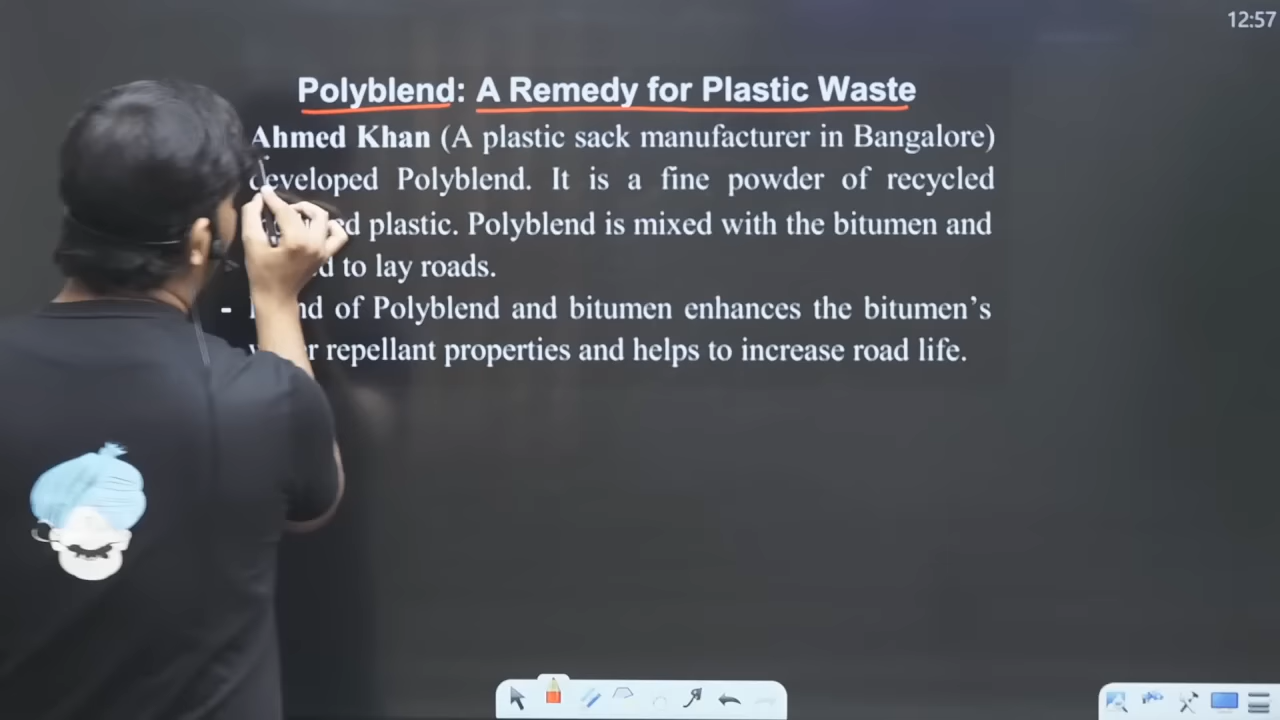 12:57
Polyblend: A Remedy for Plastic Waste
Ahmed Khan (A plastic sack manufacturer in Bangalore)
developed Polyblend. It is a fine powder of recycled
plastic. Polyblend is mixed with the bitumen and
to lay roads.
- of Polyblend and bitumen enhances the bitumen's
repellant properties and helps to increase road life.